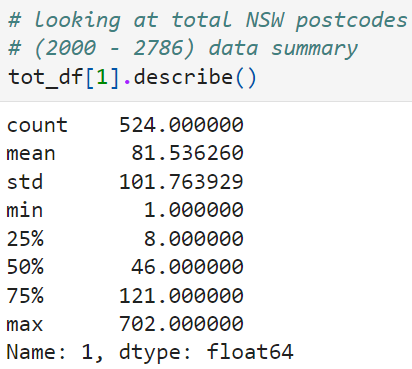 # looking at total NSW postcodes
# (2000 - 2786) data summary
tot_df[1].describe()
count    524.000000
mean      81.536260
std      101.763929
min        1.000000
25%        8.000000
50%       46.000000
75%      121.000000
max      702.000000
Name: 1, dtype: float64